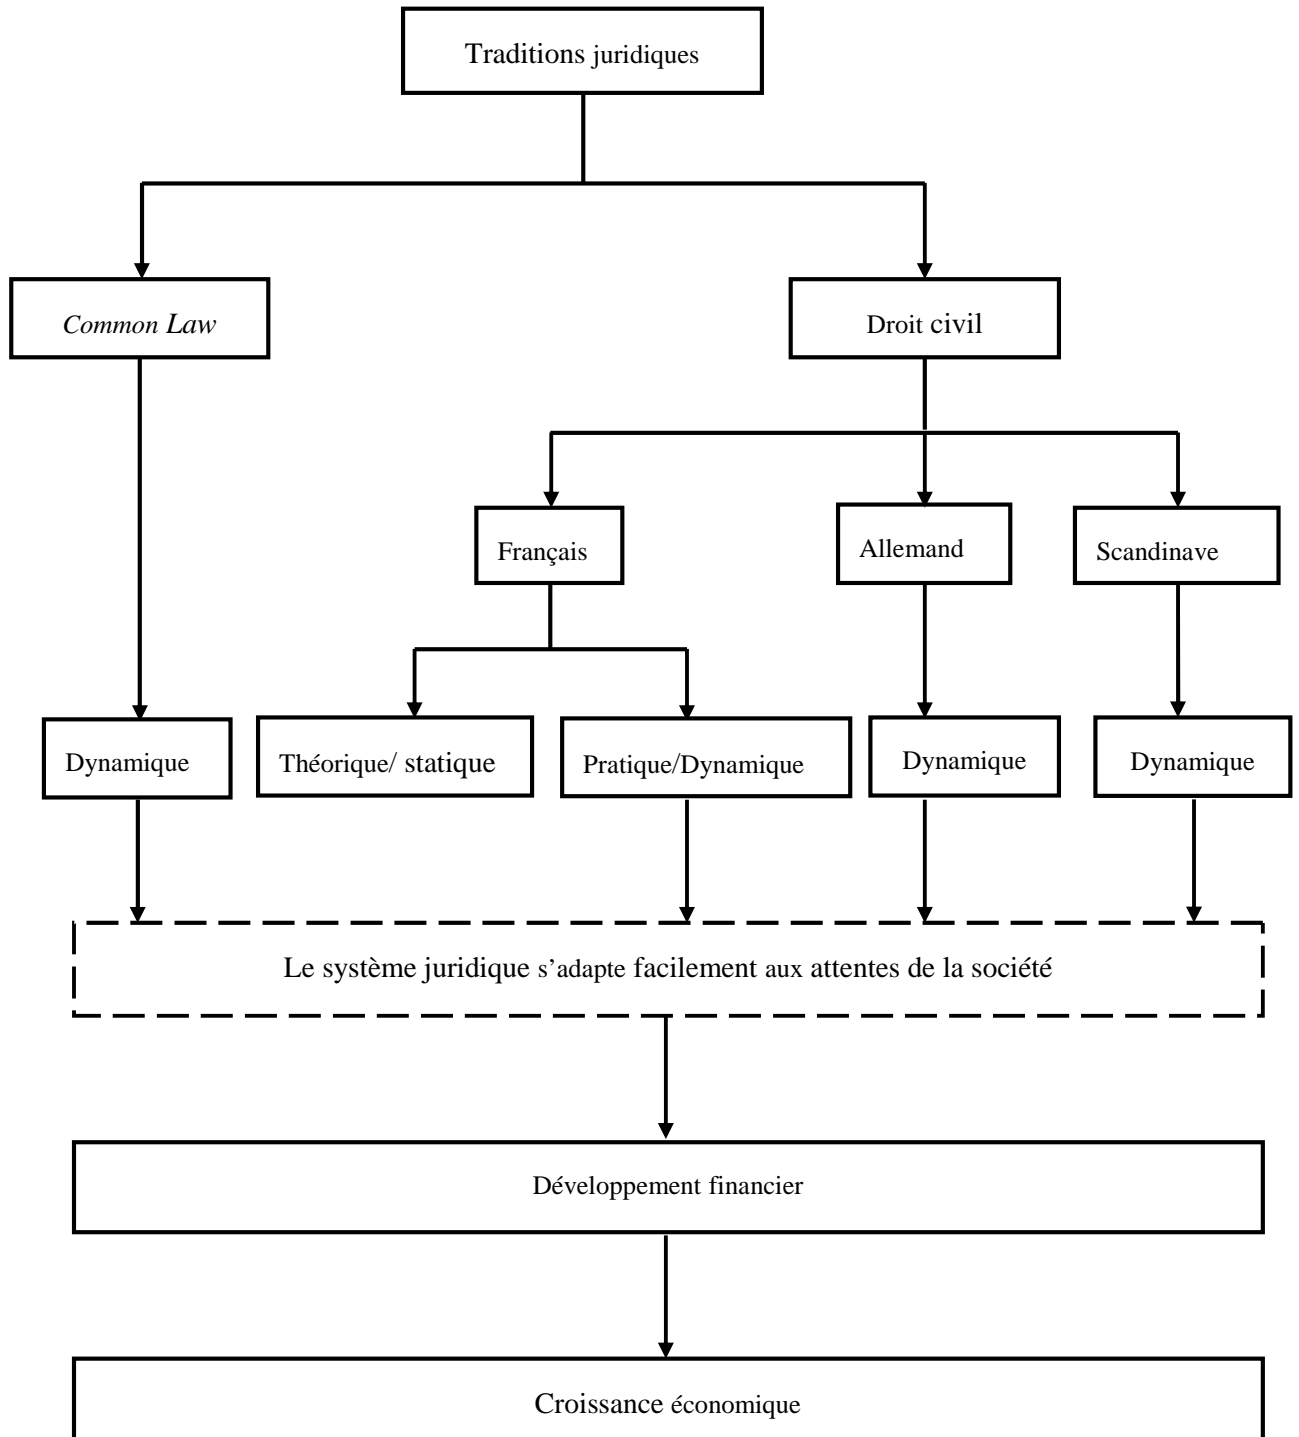 Traditions juridiques
Common Law
Droit civil
Français
Allemand
Scandinave
Dynamique
Théorique/ statique
Pratique/Dynamique
Dynamique
Dynamique
Le système juridique s’adapte facilement aux attentes de la société
Développement financier
Croissance économique